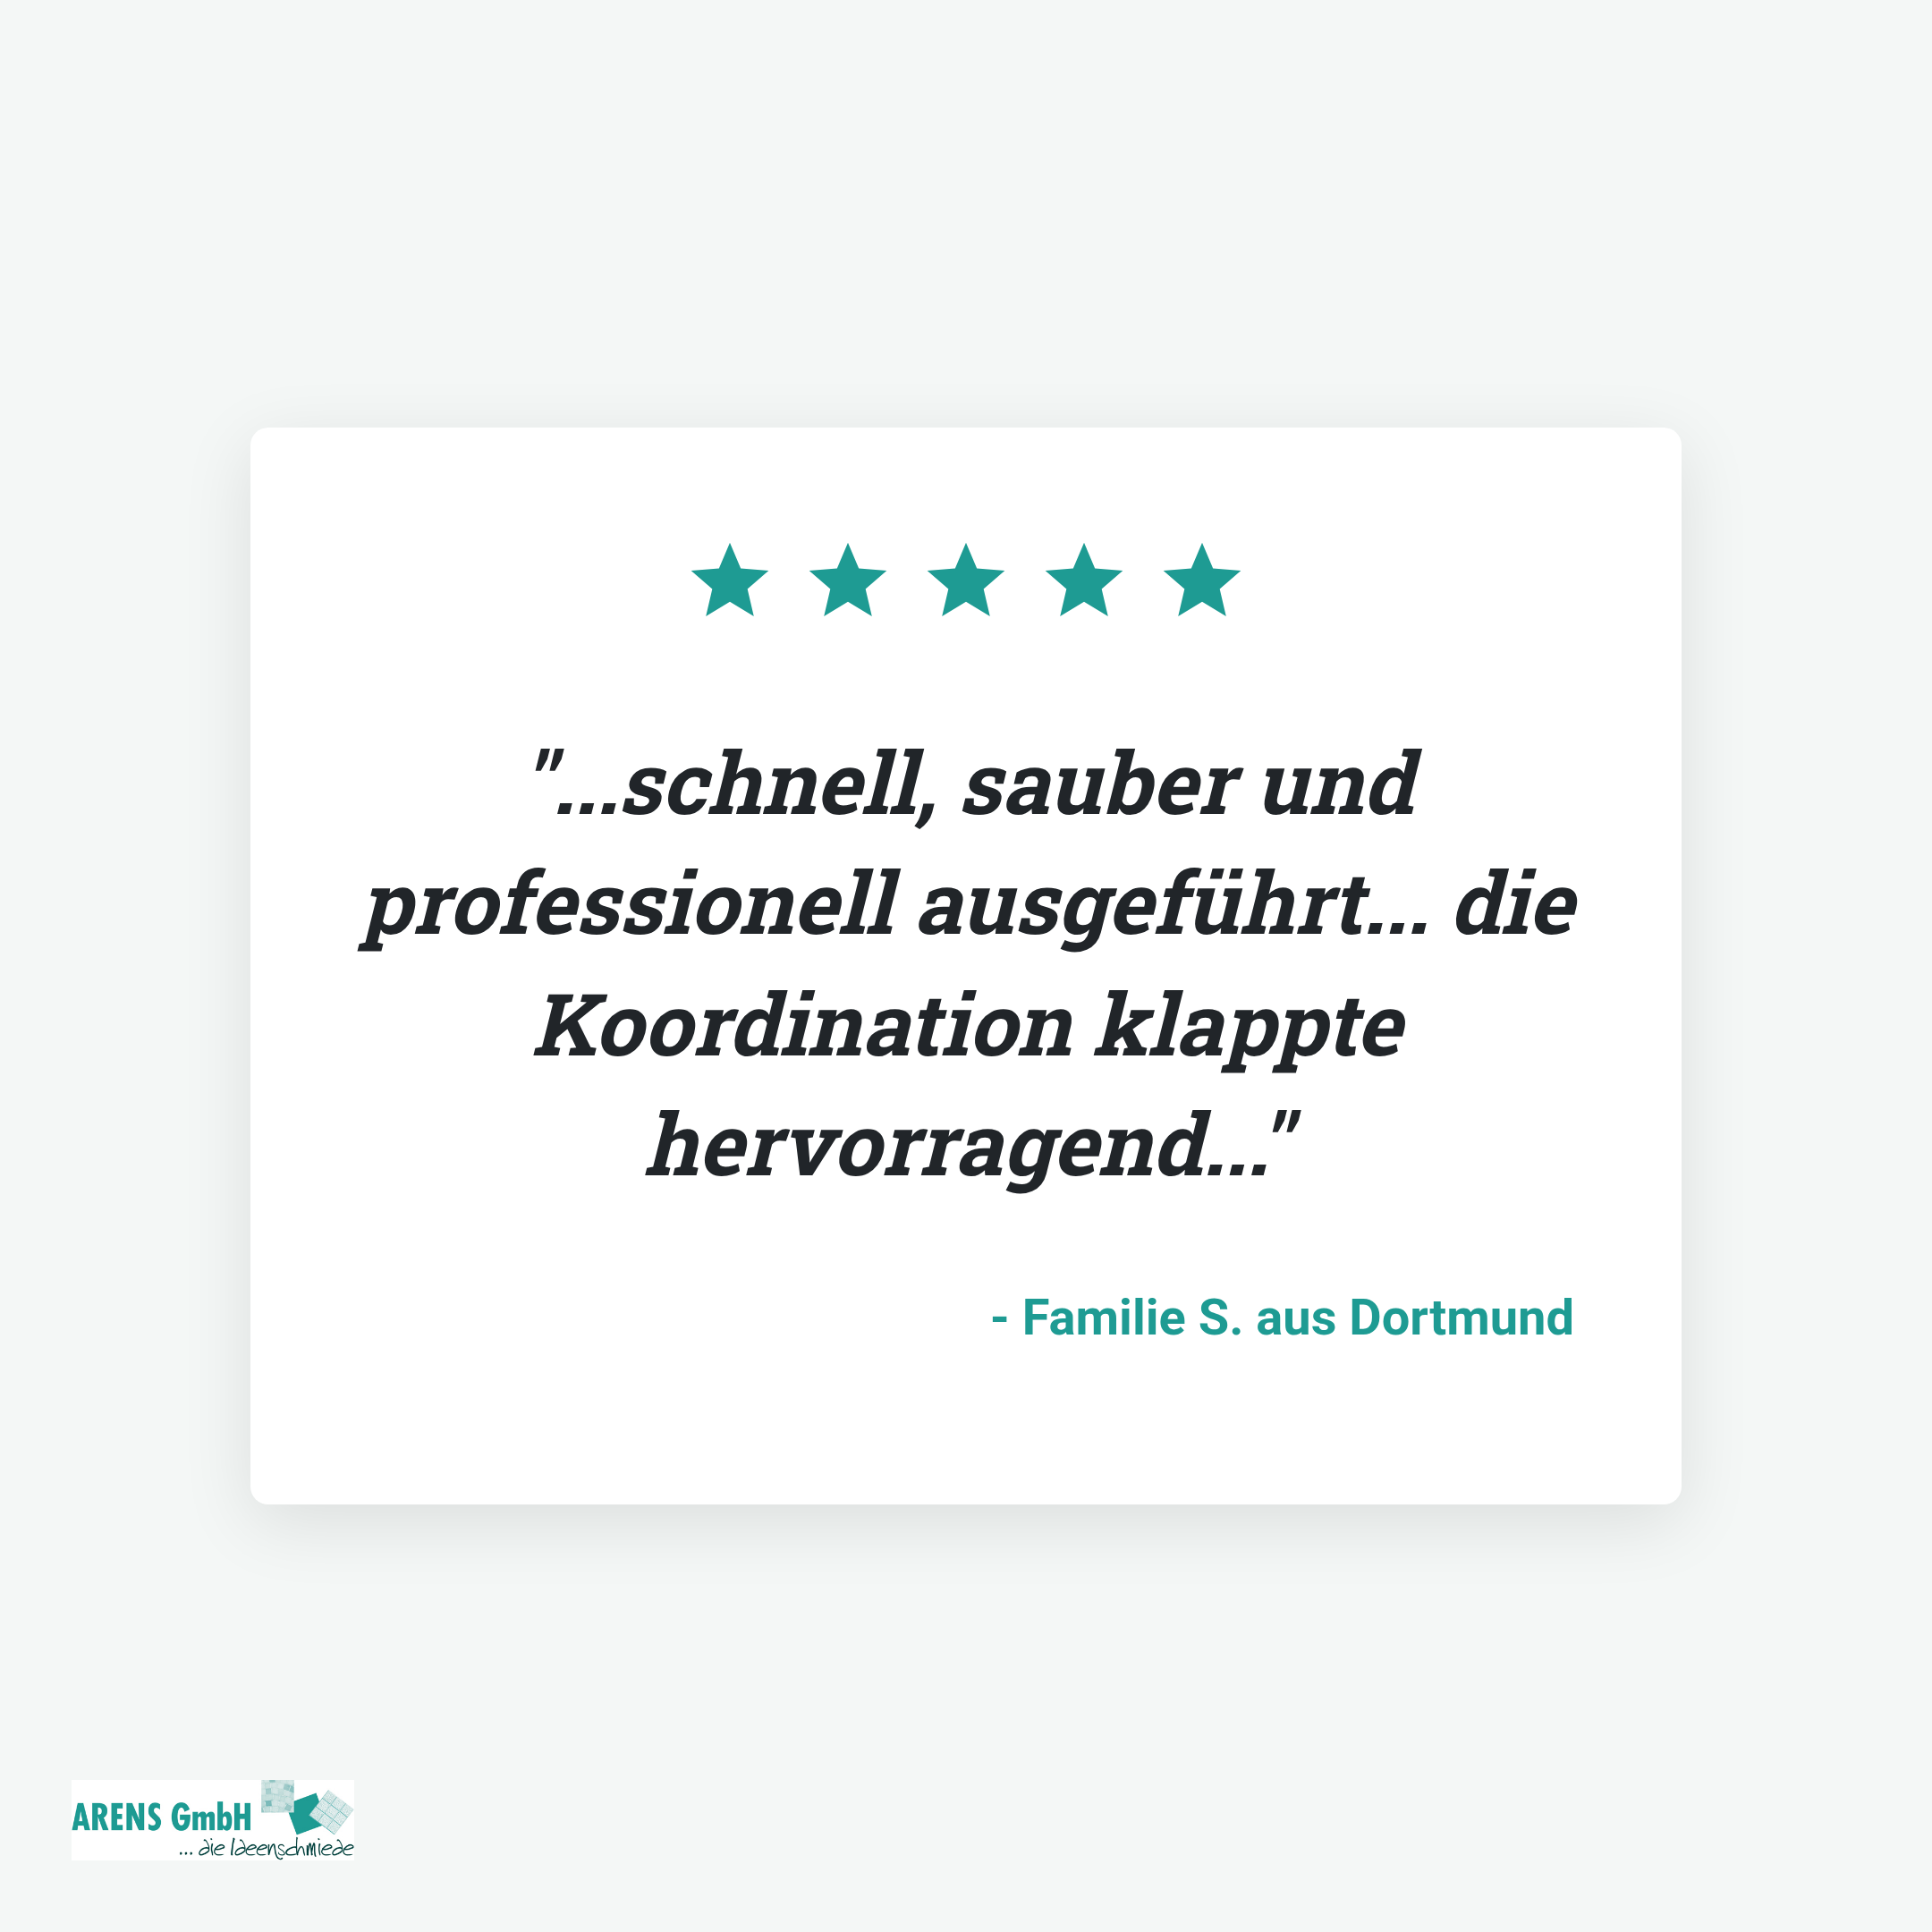 "...schnell, sauber und
professionell ausgeführt... die
Koordination klappte
hervorragend..."
- Familie S. aus Dortmund
ARENS GmbH
... die Ideenschmiede